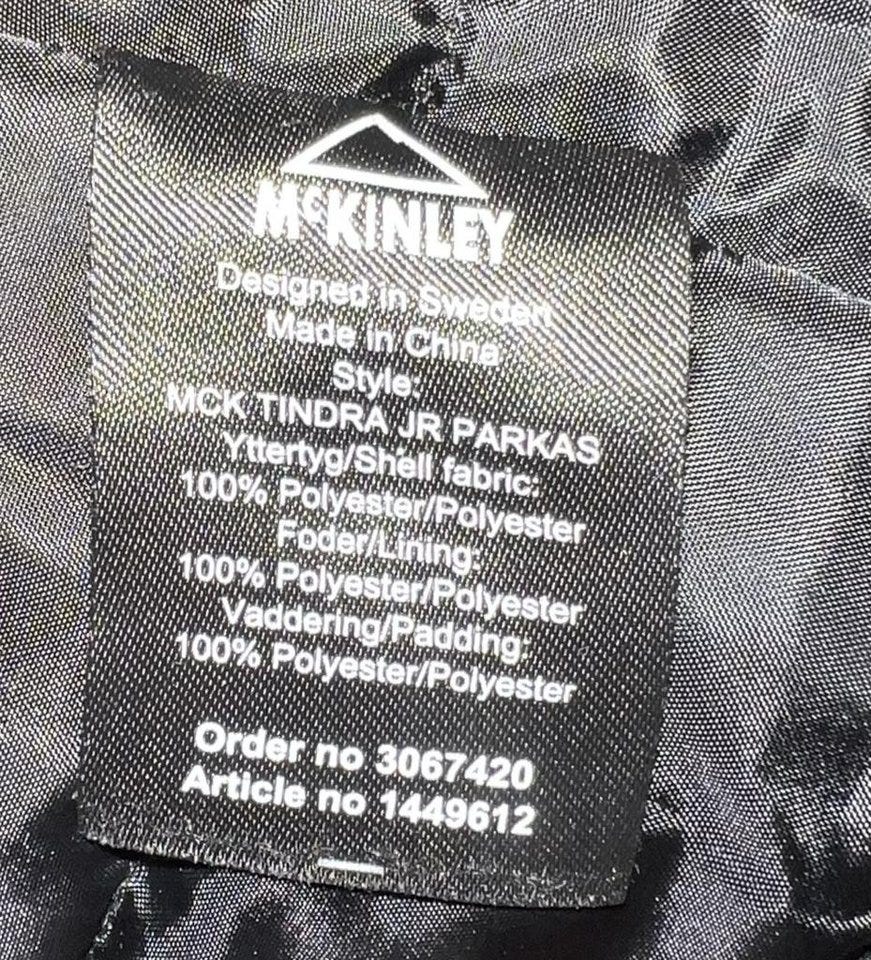 McKINLEY
Designed in Sweden
Made in China
Style:
MCK TINDRA JR PARKAS
Yttertyg/Shell fabric:
100% Polyester/Polyester
Foder/Lining:
100% Polyester/Polyester
Vaddering/Padding:
100% Polyester/Polyester
Order no 3067420
Article no 1449612